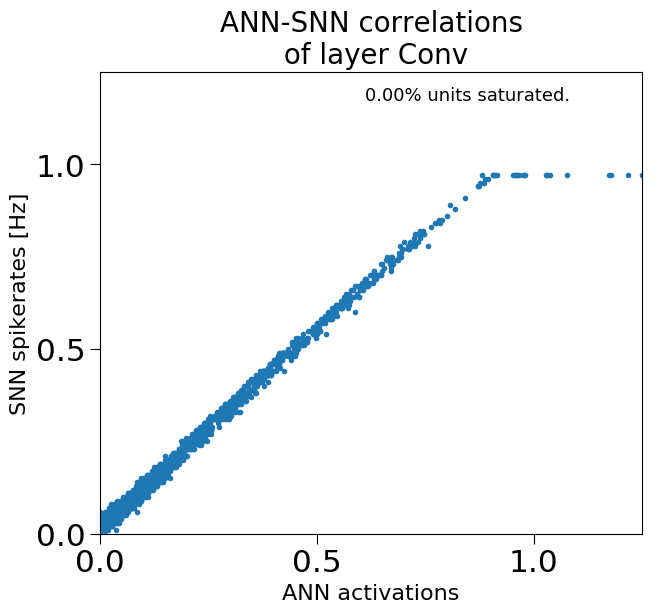 ANN-SNN correlations
of layer Conv
0.00% units saturated.
1.0
0.5
0.0
SNN spikerates [Hz]
0.0 0.5 1.0
ANN activations